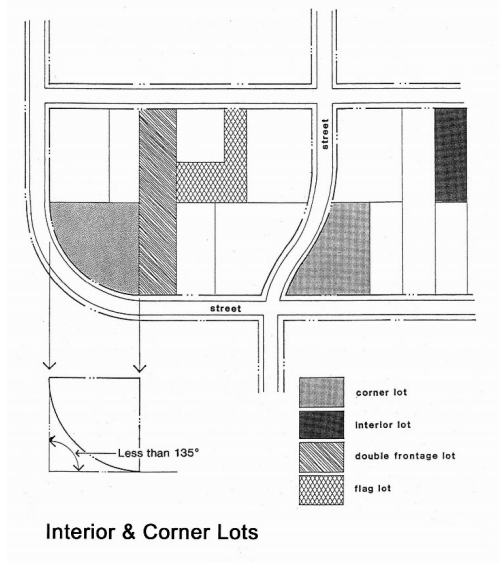 street
street
corner lot
interior lot
double frontage lot
flag lot
Less than 135°
Interior & Corner Lots